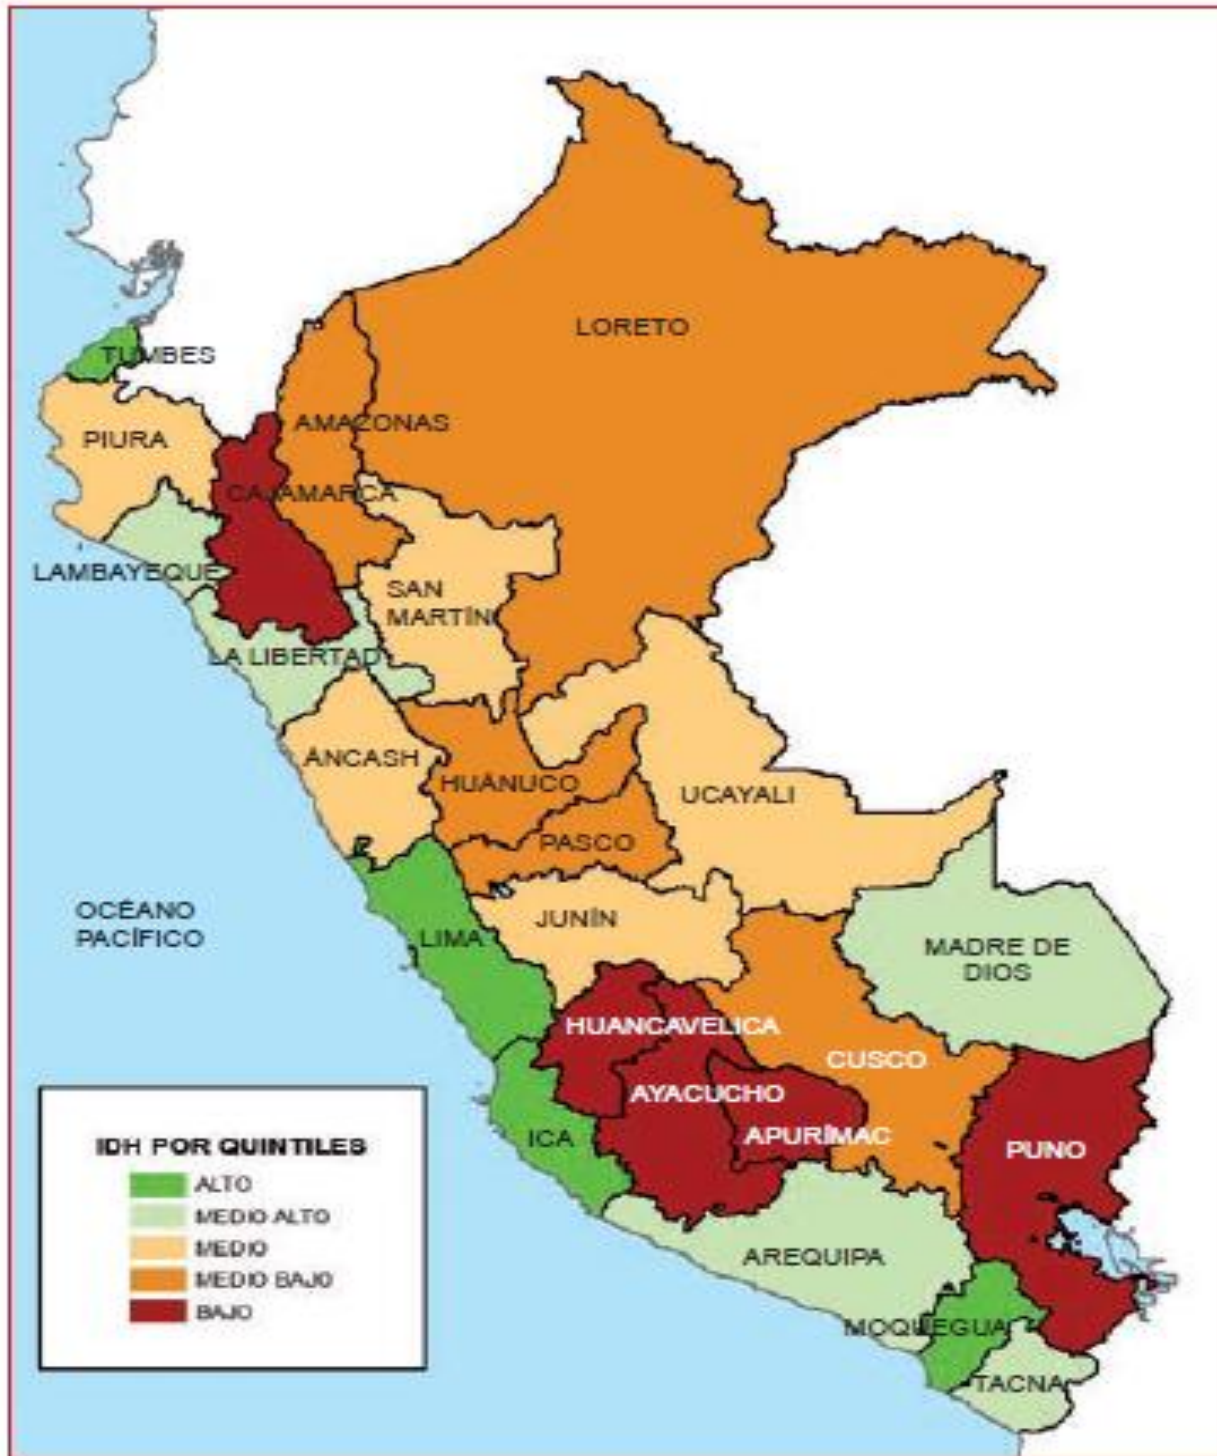 LORETO
TUMBES
AMAZONAS
PIURA
CAJAMARCA
LAMBAYEQUE
SAN
MARTÍN
LA LIBERTAD
ÁNCASH
HUÁNUCO
UCAYALI
PASCO
OCÉANO
PACÍFICO
JUNÍN
LIMA
MADRE DE
DIOS
HUANCAVELICA
CUSCO
AYACUCHO
APURÍMAC
ICA
PUNO
AREQUIPA
MOQUEGUA
TACNA
IDH POR QUINTILES
ALTO
MEDIO ALTO
MEDIO
MEDIO BAJO
BAJO